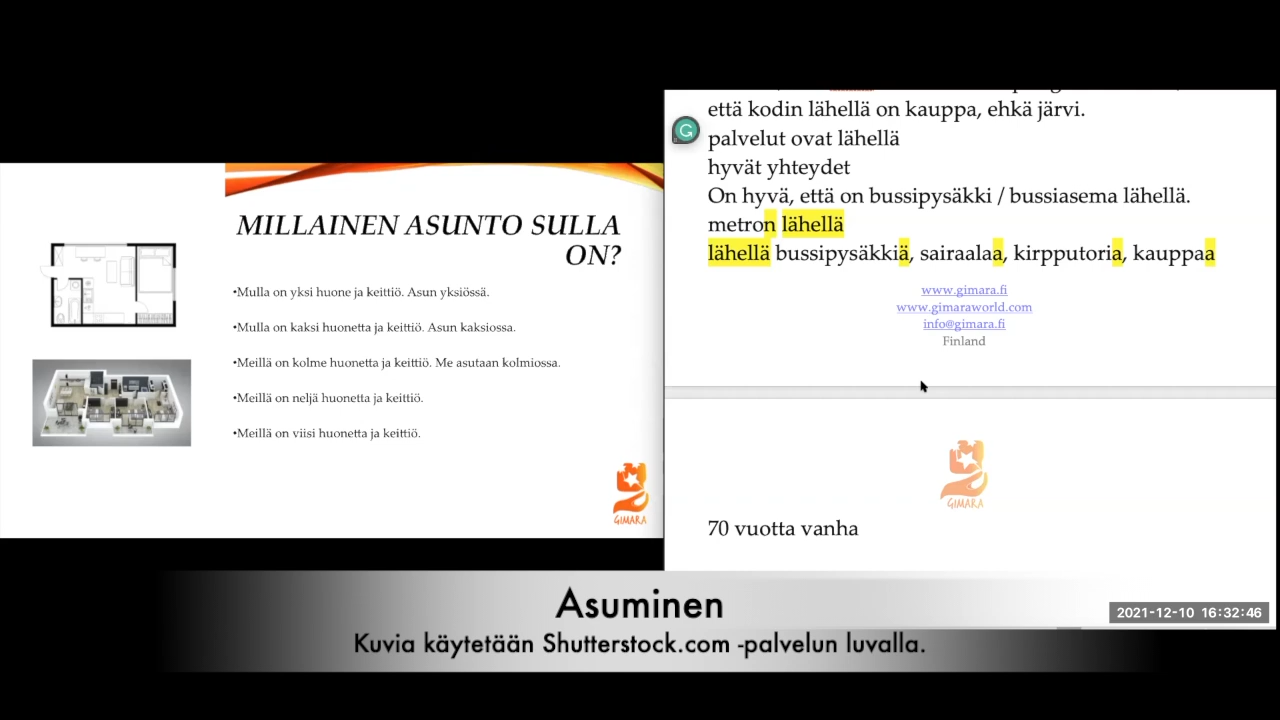 MILLAINEN ASUNTO SULLA
ON?
•Mulla on yksi huone ja keittiö. Asun yksiössä.
•Mulla on kaksi huonetta ja keittiö. Asun kaksiossa.
•Meillä on kolme huonetta ja keittiö. Me asutaan kolmiossa.
•Meillä on neljä huonetta ja keittiö.
•Meillä on viisi huonetta ja keittiö.
GIMARA
että kodin lähellä on kauppa, ehkä järvi.
palvelut ovat lähellä
hyvät yhteydet
On hyvä, että on bussipysäkki / bussiasema lähellä.
metron lähellä
lähellä bussipysäkkiä, sairaalaa, kirpputoria, kauppaa
www.gimara.fi
www.gimaraworld.com
info@gimara.fi
Finland
GIMARA
70 vuotta vanha
2021-12-10 16:32:46
Asuminen
Kuvia käytetään Shutterstock.com -palvelun luvalla.